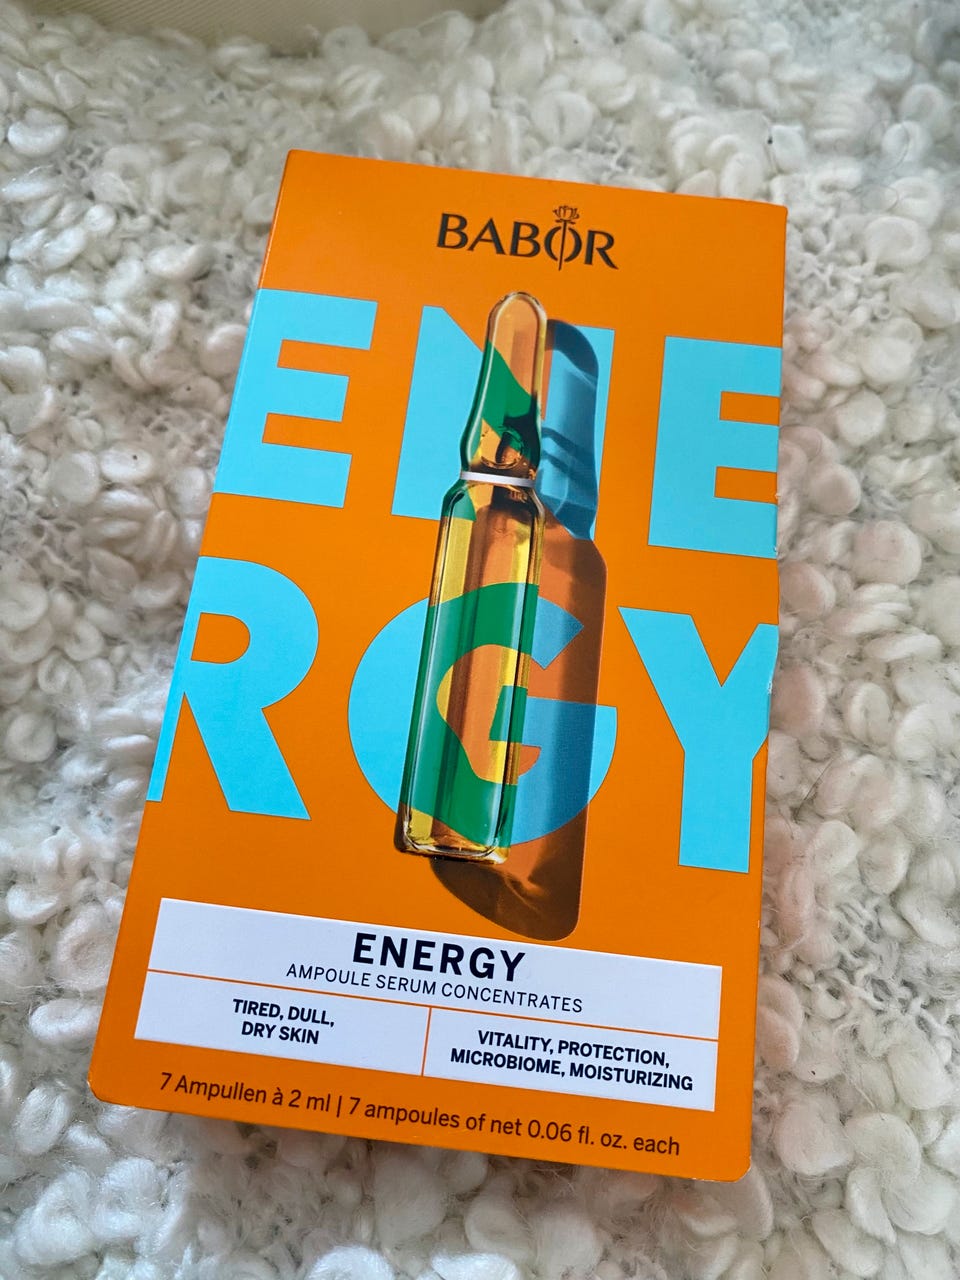 BABOR
ENE
RGY
ENERGY
AMPOULE SERUM CONCENTRATES
TIRED, DULL,
DRY SKIN
VITALITY, PROTECTION,
MICROBIOME, MOISTURIZING
7 Ampullen à 2 ml | 7 ampoules of net 0.06 fl. oz. each